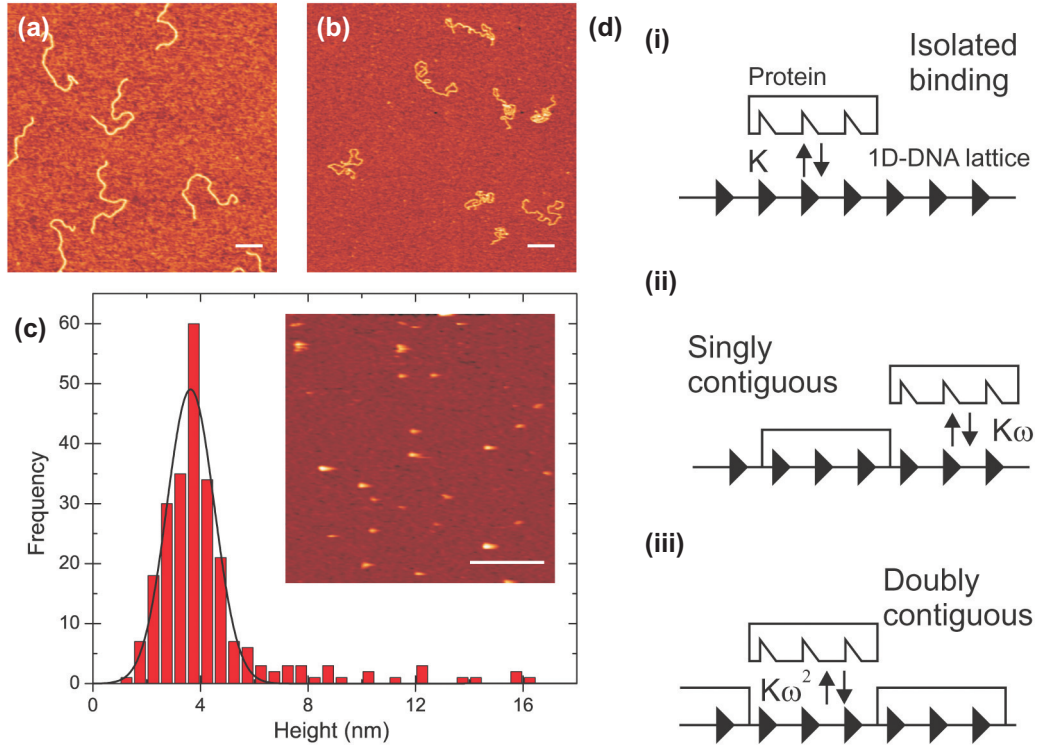 (a)
(b)
(c)
60
50
40
30
20
10
0
Frequency
0
4
8
12
16
Height (nm)
(d)
(i)
Isolated
binding
Protein
K
1D-DNA lattice
(ii)
Singly
contiguous
Kω
(iii)
Doubly
contiguous
Kω²